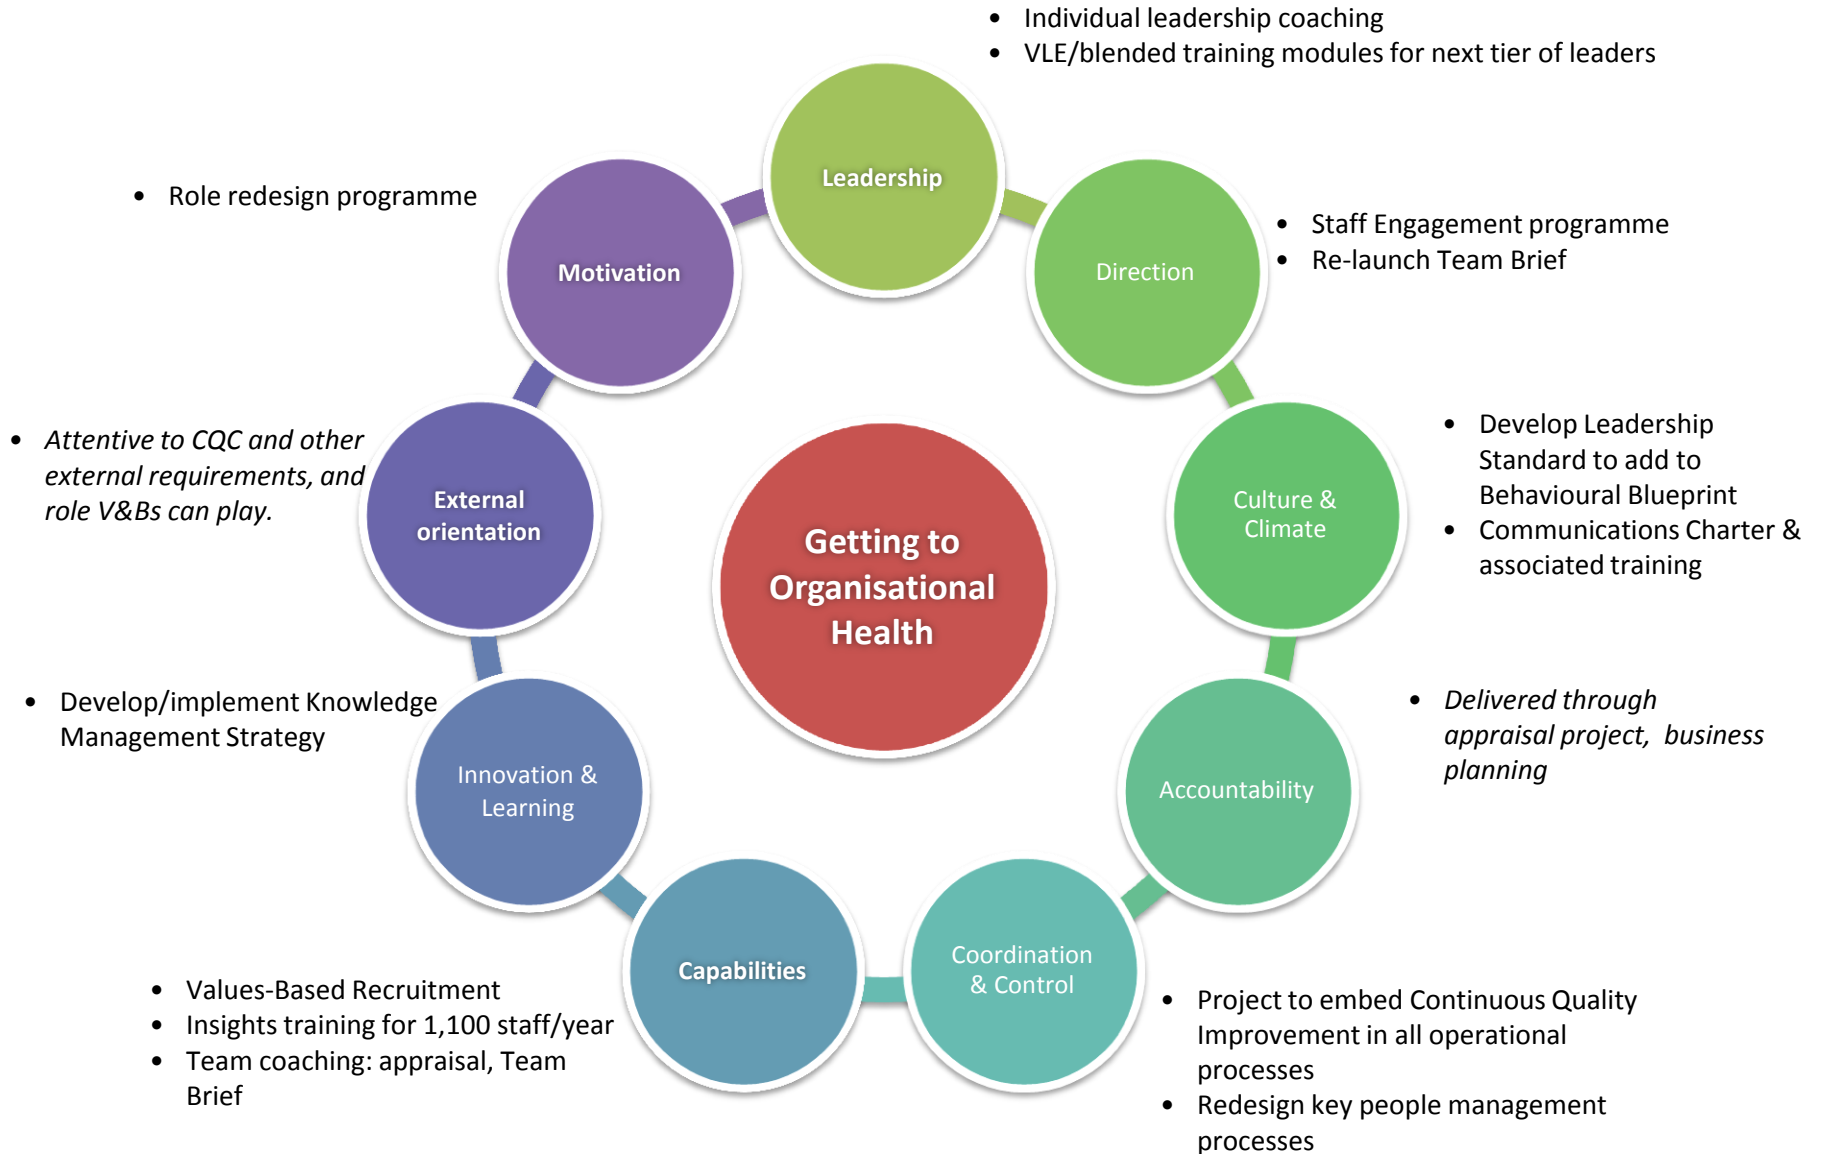 • Individual leadership coaching
• VLE/blended training modules for next tier of leaders
Leadership
• Role redesign programme
Motivation
Direction
• Staff Engagement programme
• Re-launch Team Brief
• Attentive to CQC and other
external requirements, and
role V&Bs can play.
External
orientation
Getting to
Organisational
Health
Culture &
Climate
• Develop Leadership
Standard to add to
Behavioural Blueprint
• Communications Charter &
associated training
• Develop/implement Knowledge
Management Strategy
Innovation &
Learning
Accountability
• Delivered through
appraisal project,  business
planning
• Values-Based Recruitment
• Insights training for 1,100 staff/year
• Team coaching: appraisal, Team
Brief
Capabilities
Coordination
& Control
• Project to embed Continuous Quality
Improvement in all operational
processes
• Redesign key people management
processes